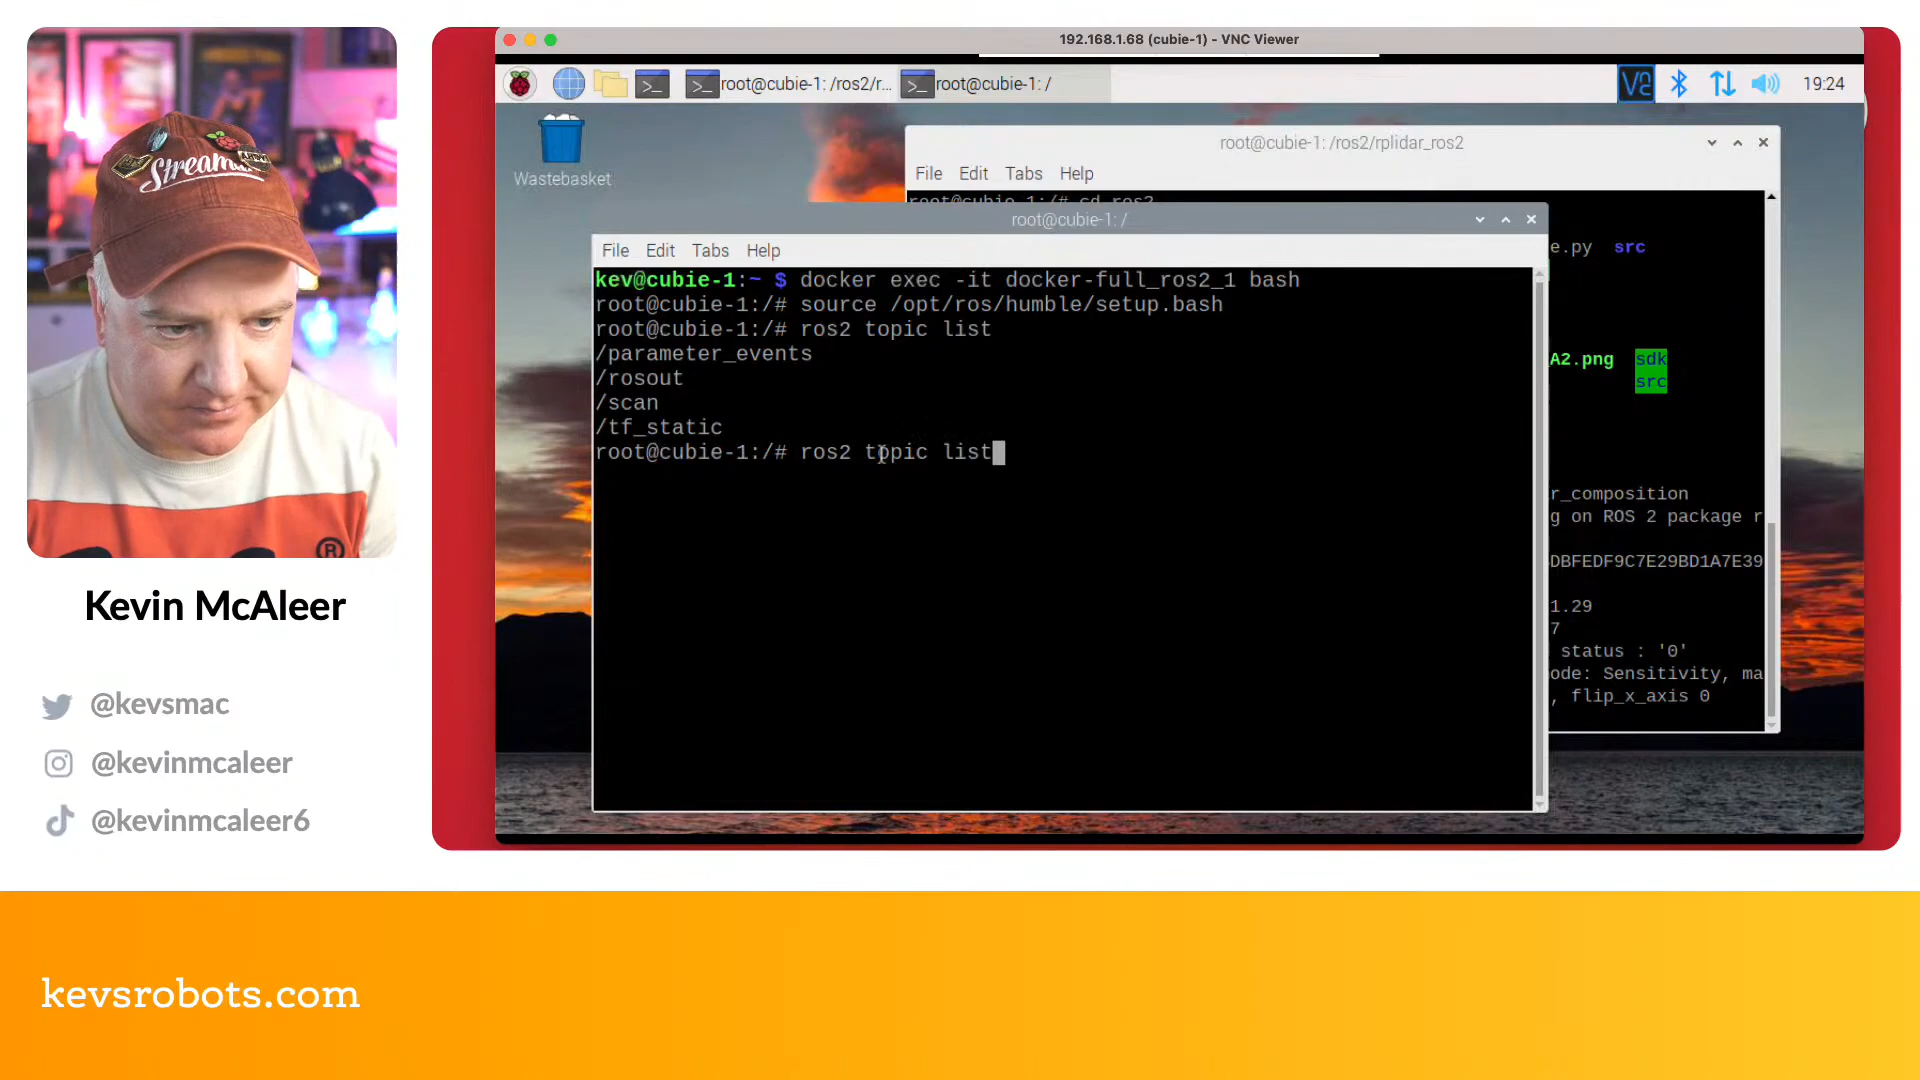 192.168.1.68 (cubie-1) - VNC Viewer
root@cubie-1: /ros2/r...
root@cubie-1: /
19:24
Streamer
®
Kevin McAleer
@kevsmac
@kevinmcaleer
@kevinmcaleer6
Wastebasket
root@cubie-1: /ros2/rplidar_ros2
File Edit Tabs Help
root@cubie-1:/# cd ros2
e.py src
A2.png sdk
src
r_composition
g on ROS 2 package r
DBFEDF9C7E29BD1A7E39
1.29
7
status : '0'
ode: Sensitivity, ma
, flip_x_axis 0
root@cubie-1: /
File Edit Tabs Help
kev@cubie-1:~ $ docker exec -it docker-full_ros2_1 bash
root@cubie-1:/# source /opt/ros/humble/setup.bash
root@cubie-1:/# ros2 topic list
/parameter_events
/rosout
/scan
/tf_static
root@cubie-1:/# ros2 topic list
kevsrobots.com